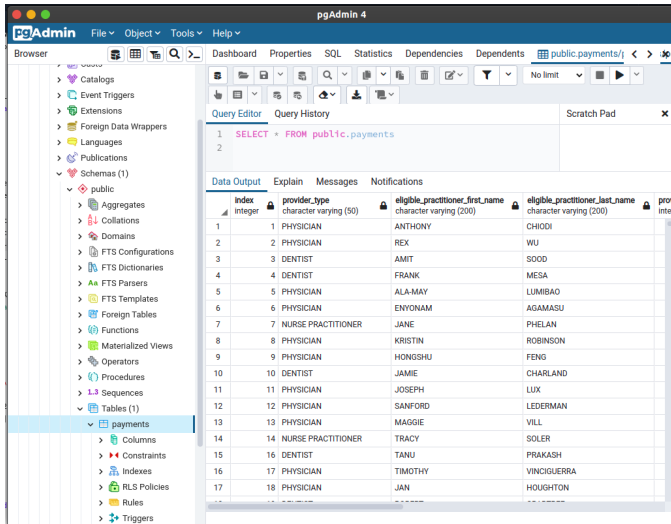 pgAdmin 4
pgAdmin File Object Tools Help
Browser
Dashboard Properties SQL Statistics Dependencies Dependents public.payments/
No limit
Query Editor Query History Scratch Pad
1 SELECT * FROM public.payments
2
Casts
Catalogs
Event Triggers
Extensions
Foreign Data Wrappers
Languages
Publications
Schemas (1)
public
Aggregates
Collations
Domains
FTS Configurations
FTS Dictionaries
Aa FTS Parsers
FTS Templates
Foreign Tables
Functions
Materialized Views
Operators
Procedures
1..3 Sequences
Tables (1)
payments
Columns
Constraints
Indexes
RLS Policies
Rules
Triggers
Data Output Explain Messages Notifications
index provider_type eligible_practitioner_first_name eligible_practitioner_last_name
integer character varying (50) character varying (200) character varying (200)
1 1 PHYSICIAN ANTHONY CHIODI
2 2 PHYSICIAN REX WU
3 3 DENTIST AMIT SOOD
4 4 DENTIST FRANK MESA
5 5 PHYSICIAN ALA-MAY LUMIBAO
6 6 PHYSICIAN ENYONAM AGAMASU
7 7 NURSE PRACTITIONER JANE PHELAN
8 8 PHYSICIAN KRISTIN ROBINSON
9 9 PHYSICIAN HONGSHU FENG
10 10 DENTIST JAMIE CHARLAND
11 11 PHYSICIAN JOSEPH LUX
12 12 PHYSICIAN SANFORD LEDERMAN
13 13 PHYSICIAN MAGGIE VILL
14 14 NURSE PRACTITIONER TRACY SOLER
15 16 DENTIST TANU PRAKASH
16 17 PHYSICIAN TIMOTHY VINCIGUERRA
17 18 PHYSICIAN JAN HOUGHTON